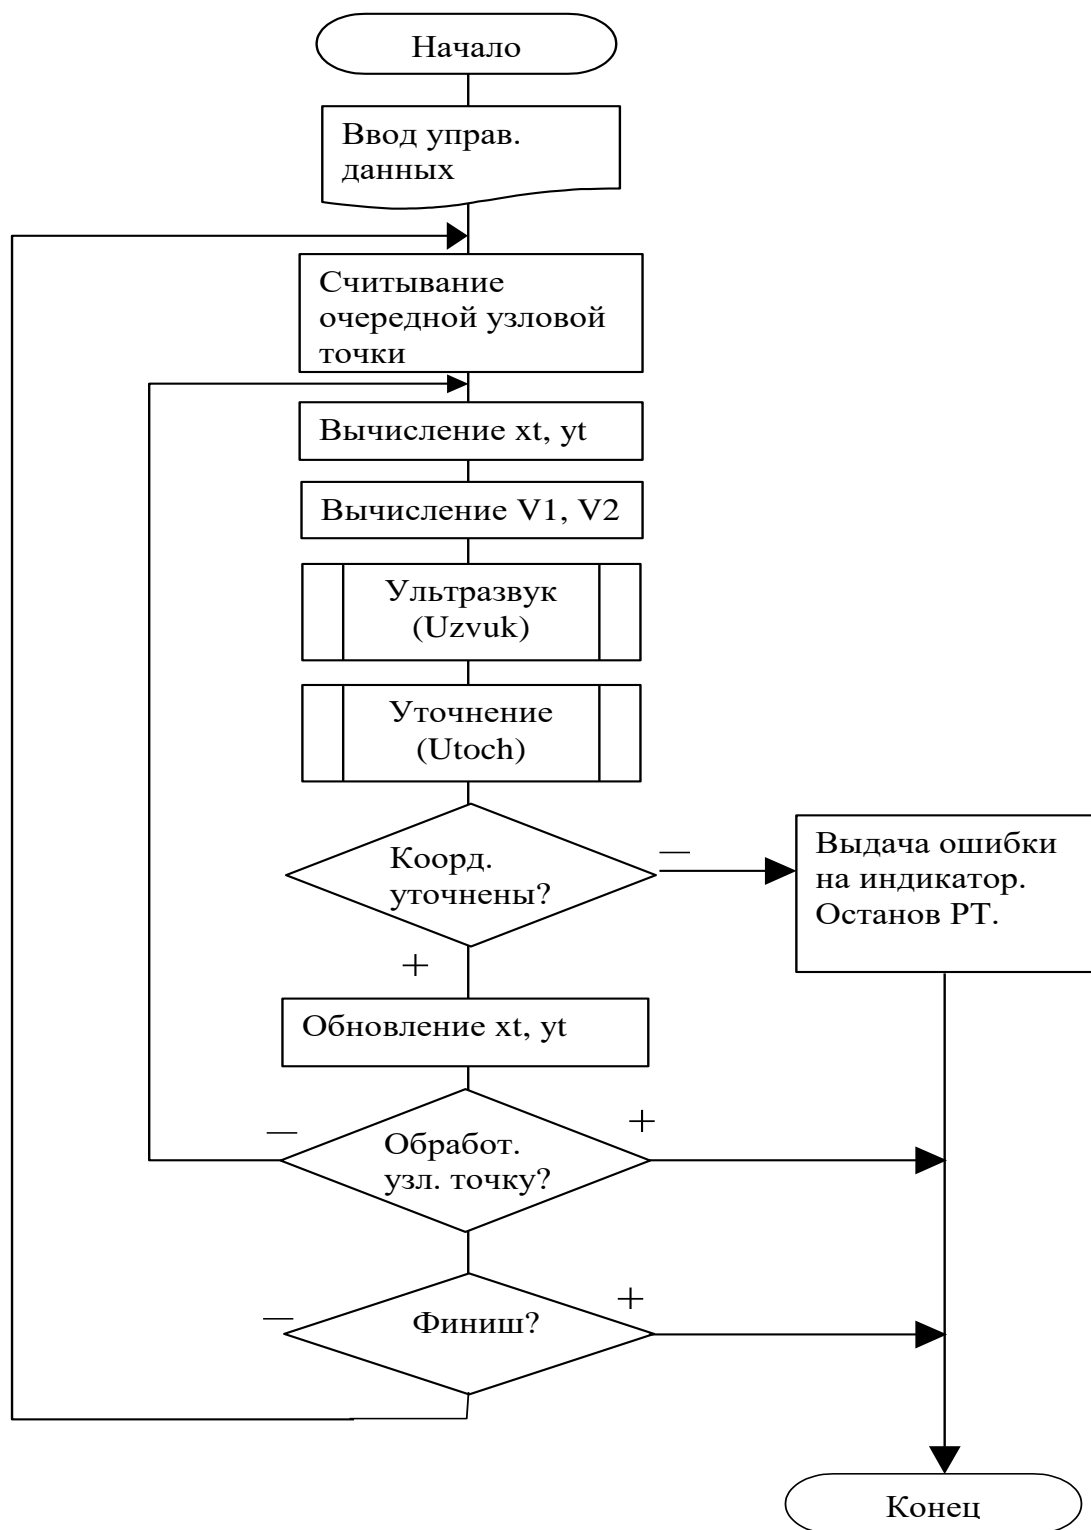 Начало
Ввод управ.
данных
Считывание
очередной узловой
точки
Вычисление xt, yt
Вычисление V1, V2
Ультразвук
(Uzvuk)
Уточнение
(Utoch)
Коорд.
уточнены?
—
Выдача ошибки
на индикатор.
Останов РТ.
+
Обновление xt, yt
—
Обработ.
узл. точку?
+
—
Финиш?
+
Конец